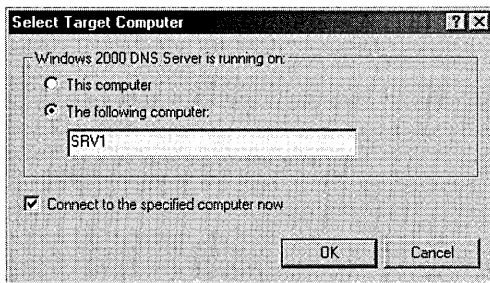 Select Target Computer
Windows 2000 DNS Server is running on:
This computer
The following computer:
SRV1
Connect to the specified computer now
OK Cancel